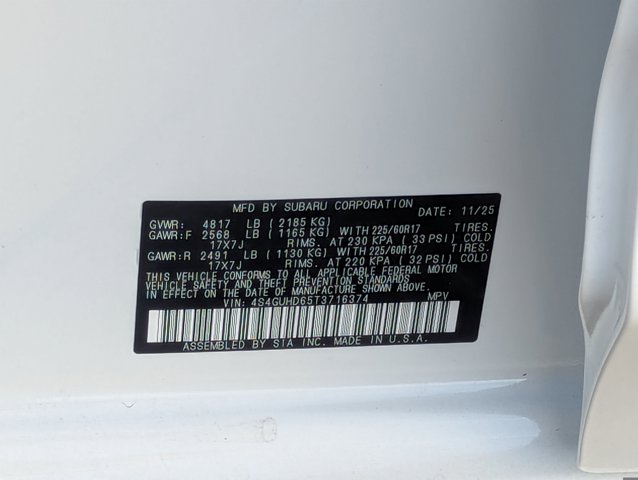 MFD BY SUBARU CORPORATION DATE: 11/25
GVWR: 4817 LB (2185 KG)
GAWR:F 2568 LB (1165 KG) WITH 225/60R17 TIRES.
17X7J RIMS. AT 230 KPA (33 PSI) COLD
GAWR:R 2491 LB (1130 KG) WITH 225/60R17 TIRES.
17X7J RIMS. AT 220 KPA (32 PSI) COLD
THIS VEHICLE CONFORMS TO ALL APPLICABLE FEDERAL MOTOR
VEHICLE SAFETY AND THEFT PREVENTION STANDARDS IN
EFFECT ON THE DATE OF MANUFACTURE SHOWN ABOVE.
VIN: 4S4GUHD65T3716374 MPV
ASSEMBLED BY SIA INC. MADE IN U.S.A.